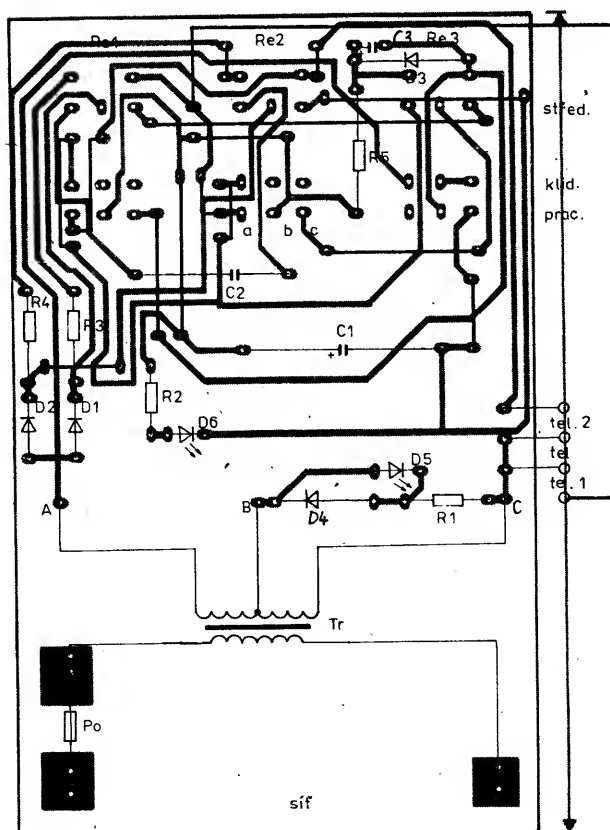 Re1 Re2 C3 Re3
D3
střed.
R5
klid.
prac.
a b c
C2
R4 R3
C1
R2
D2 D1
D6
tel. 2
tel
tel. 1
D5
A B D4 R1 C
Tr
Po
síť